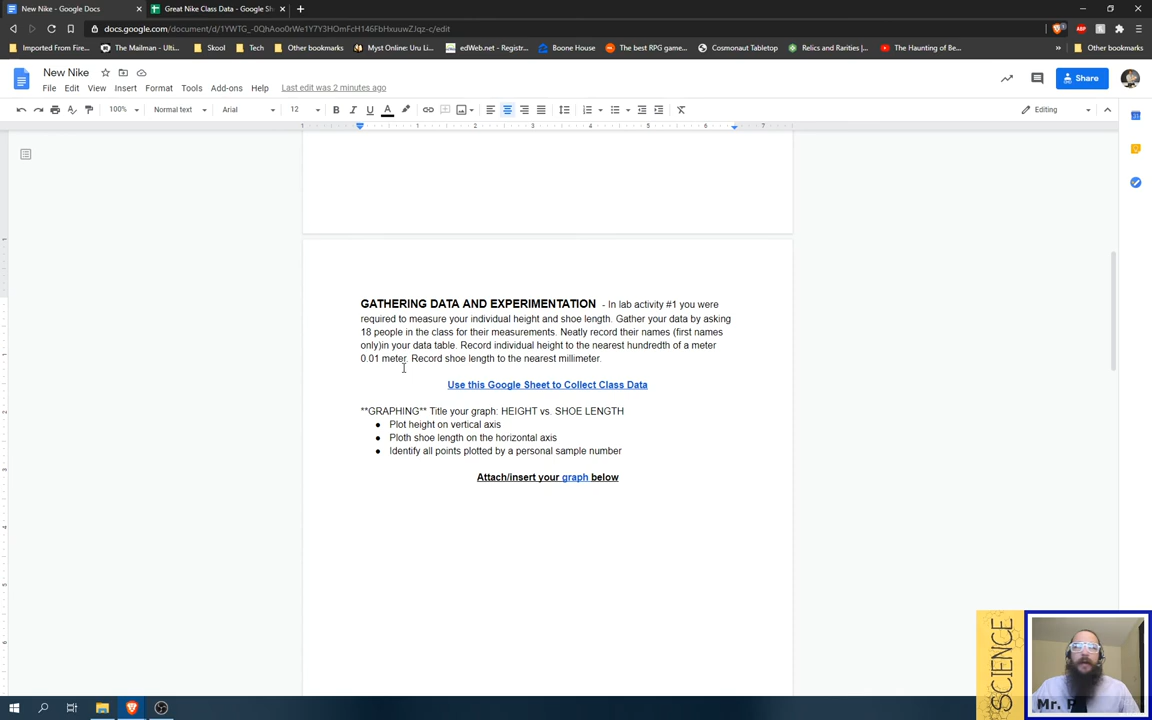 New Nike - Google Docs
Great Nike Class Data - Google Sh
docs.google.com/document/d/1YWTG_-0QhAoo0rWe1Y7Y3HOmFcH146FbHxuuwZJqz-c/edit
Imported From Fire... The Mailman - Uti... Skool Tech Other bookmarks Myst Online: Uru Li... edWeb.net - Registr... Boone House The best RPG game... Cosmonaut Tabletop Relics and Rarities |... The Haunting of Be... » Other bookmarks
New Nike
Share
File Edit View Insert Format Tools Add-ons Help Last edit was 2 minutes ago
100% Normal text Arial 12 Editing
GATHERING DATA AND EXPERIMENTATION - In lab activity #1 you were
required to measure your individual height and shoe length. Gather your data by asking
18 people in the class for their measurements. Neatly record their names (first names
only)in your data table. Record individual height to the nearest hundredth of a meter
0.01 meter. Record shoe length to the nearest millimeter.
Use this Google Sheet to Collect Class Data
**GRAPHING** Title your graph: HEIGHT vs. SHOE LENGTH
● Plot height on vertical axis
● Ploth shoe length on the horizontal axis
● Identify all points plotted by a personal sample number
Attach/insert your graph below
SCIENCE